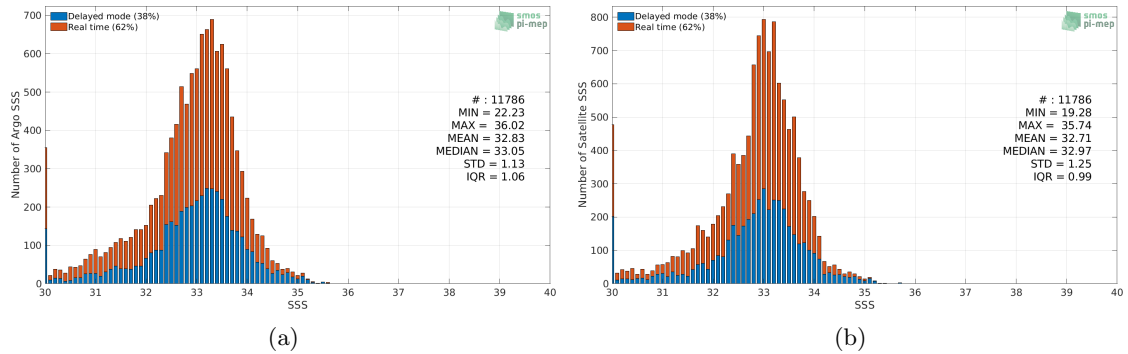 Delayed mode (38%)
Real time (62%)
smos
pi-mep
700
600
500
400
300
200
100
0
Number of Argo SSS
# : 11786
MIN = 22.23
MAX = 36.02
MEAN = 32.83
MEDIAN = 33.05
STD = 1.13
IQR = 1.06
30 31 32 33 34 35 36 37 38 39 40
SSS
(a)
Delayed mode (38%)
Real time (62%)
smos
pi-mep
800
700
600
500
400
300
200
100
0
Number of Satellite SSS
# : 11786
MIN = 19.28
MAX = 35.74
MEAN = 32.71
MEDIAN = 32.97
STD = 1.25
IQR = 0.99
30 31 32 33 34 35 36 37 38 39 40
SSS
(b)